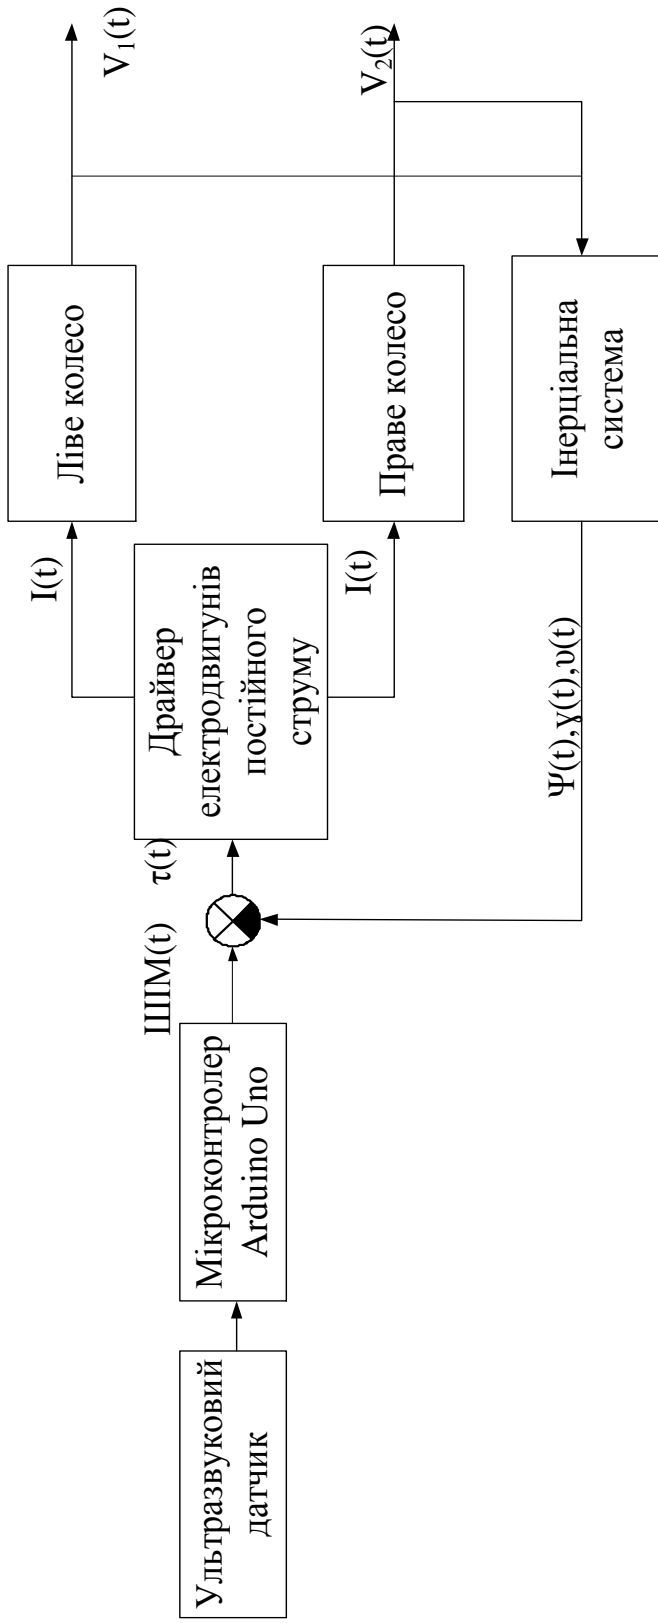 Ультразвуковий
датчик
Мікроконтролер
Arduino Uno
ШІМ(t)
τ(t)
Драйвер
електродвигунів
постійного
струму
I(t)
I(t)
Ліве колесо
Праве колесо
Інерціальна
система
V₁(t)
V₂(t)
Ψ(t),γ(t),υ(t)